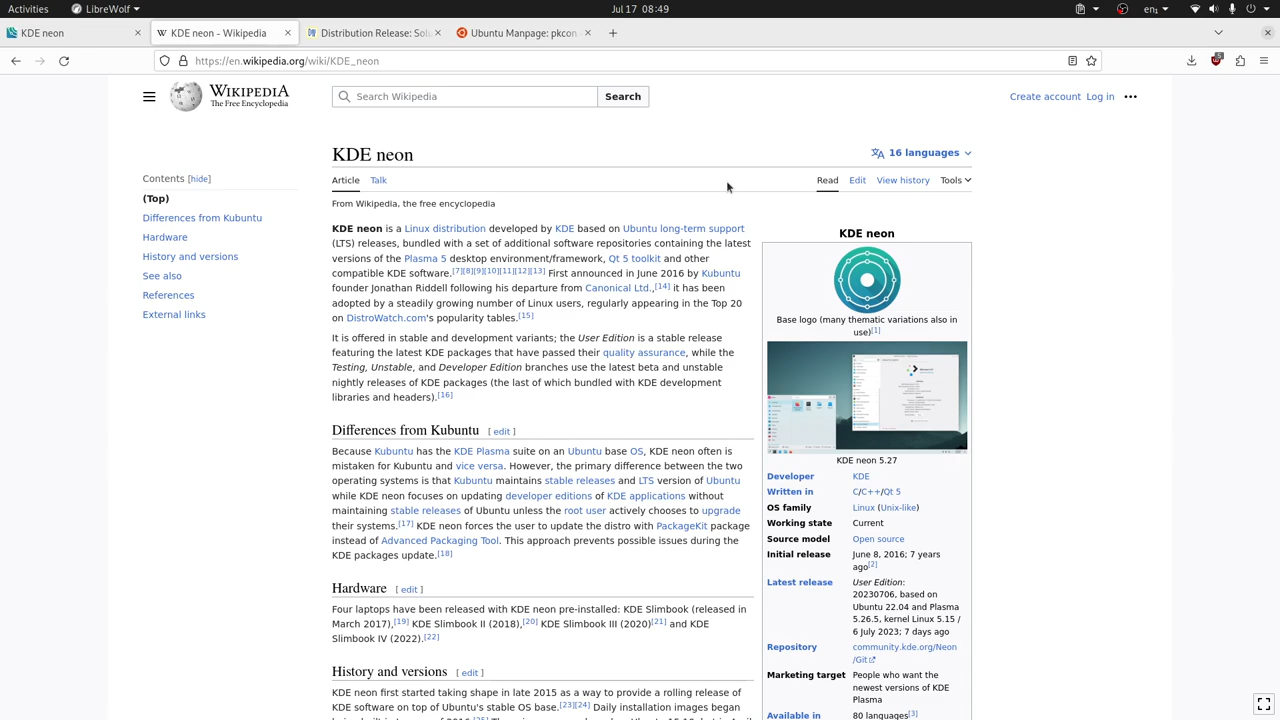 Activities LibreWolf Jul 17 08:49 en
KDE neon
KDE neon - Wikipedia
Distribution Release: Solu
Ubuntu Manpage: pkcon
https://en.wikipedia.org/wiki/KDE_neon
WIKIPEDIA
The Free Encyclopedia
Search Wikipedia
Search
Create account Log in
KDE neon
16 languages
Article Talk
Read Edit View history Tools
From Wikipedia, the free encyclopedia
Contents [hide]
(Top)
Differences from Kubuntu
Hardware
History and versions
See also
References
External links
KDE neon is a Linux distribution developed by KDE based on Ubuntu long-term support
(LTS) releases, bundled with a set of additional software repositories containing the latest
versions of the Plasma 5 desktop environment/framework, Qt 5 toolkit and other
compatible KDE software.[7][8][9][10][11][12][13] First announced in June 2016 by Kubuntu
founder Jonathan Riddell following his departure from Canonical Ltd.,[14] it has been
adopted by a steadily growing number of Linux users, regularly appearing in the Top 20
on DistroWatch.com's popularity tables.[15]
It is offered in stable and development variants; the User Edition is a stable release
featuring the latest KDE packages that have passed their quality assurance, while the
Testing, Unstable, and Developer Edition branches use the latest beta and unstable
nightly releases of KDE packages (the last of which bundled with KDE development
libraries and headers).[16]
Differences from Kubuntu [ edit ]
Because Kubuntu has the KDE Plasma suite on an Ubuntu base OS, KDE neon often is
mistaken for Kubuntu and vice versa. However, the primary difference between the two
operating systems is that Kubuntu maintains stable releases and LTS version of Ubuntu
while KDE neon focuses on updating developer editions of KDE applications without
maintaining stable releases of Ubuntu unless the root user actively chooses to upgrade
their systems.[17] KDE neon forces the user to update the distro with PackageKit package
instead of Advanced Packaging Tool. This approach prevents possible issues during the
KDE packages update.[18]
Hardware [ edit ]
Four laptops have been released with KDE neon pre-installed: KDE Slimbook (released in
March 2017),[19] KDE Slimbook II (2018),[20] KDE Slimbook III (2020)[21] and KDE
Slimbook IV (2022).[22]
History and versions [ edit ]
KDE neon first started taking shape in late 2015 as a way to provide a rolling release of
KDE software on top of Ubuntu's stable OS base.[23][24] Daily installation images began
KDE neon
Base logo (many thematic variations also in
use)[1]
KDE neon 5.27
Developer KDE
Written in C/C++/Qt 5
OS family Linux (Unix-like)
Working state Current
Source model Open source
Initial release June 8, 2016; 7 years
ago[2]
Latest release User Edition:
20230706, based on
Ubuntu 22.04 and Plasma
5.26.5, kernel Linux 5.15 /
6 July 2023; 7 days ago
Repository community.kde.org/Neon
/Git
Marketing target People who want the
newest versions of KDE
Plasma
Available in 80 languages[3]